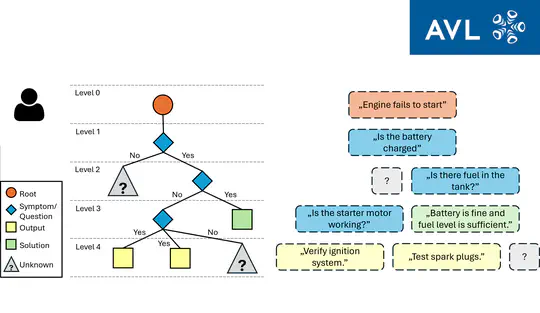 AVL
Level 0
„Engine fails to start”
Level 1
„Is the battery
charged”
No
Yes
Level 2
?
?
„Is there fuel in the
tank?”
No
Yes
Level 3
„Is the starter motor
working?”
„Battery is fine and
fuel level is sufficient.”
Yes
Yes
No
Level 4
?
„Verify ignition
system.”
„Test spark plugs.”
?
Root
Symptom/
Question
Output
Solution
? Unknown